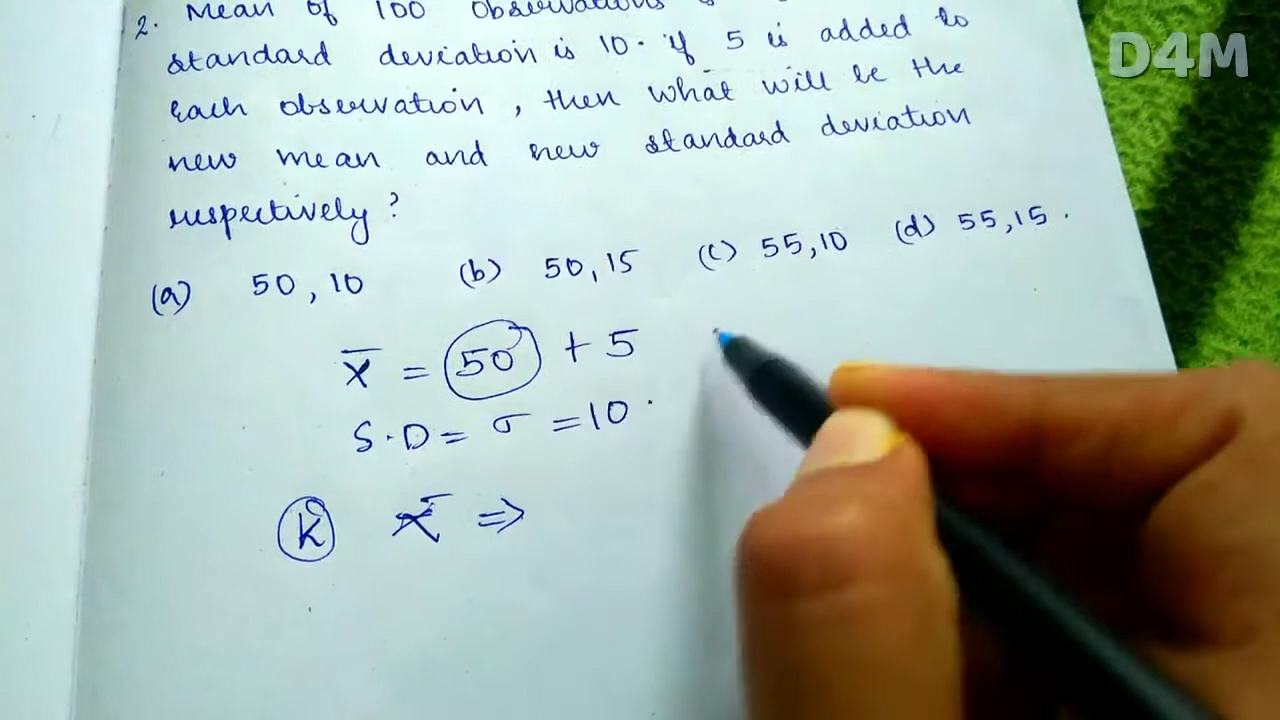 D4M
2. Mean of 100 observations
standard deviation is 10. if 5 is added to
each observation, then what will be the
new mean and new standard deviation
respectively?
(a) 50, 10 (b) 50, 15 (c) 55, 10 (d) 55, 15.
x̄ = 50 + 5
S.D = σ = 10.
K x̄ ⇒